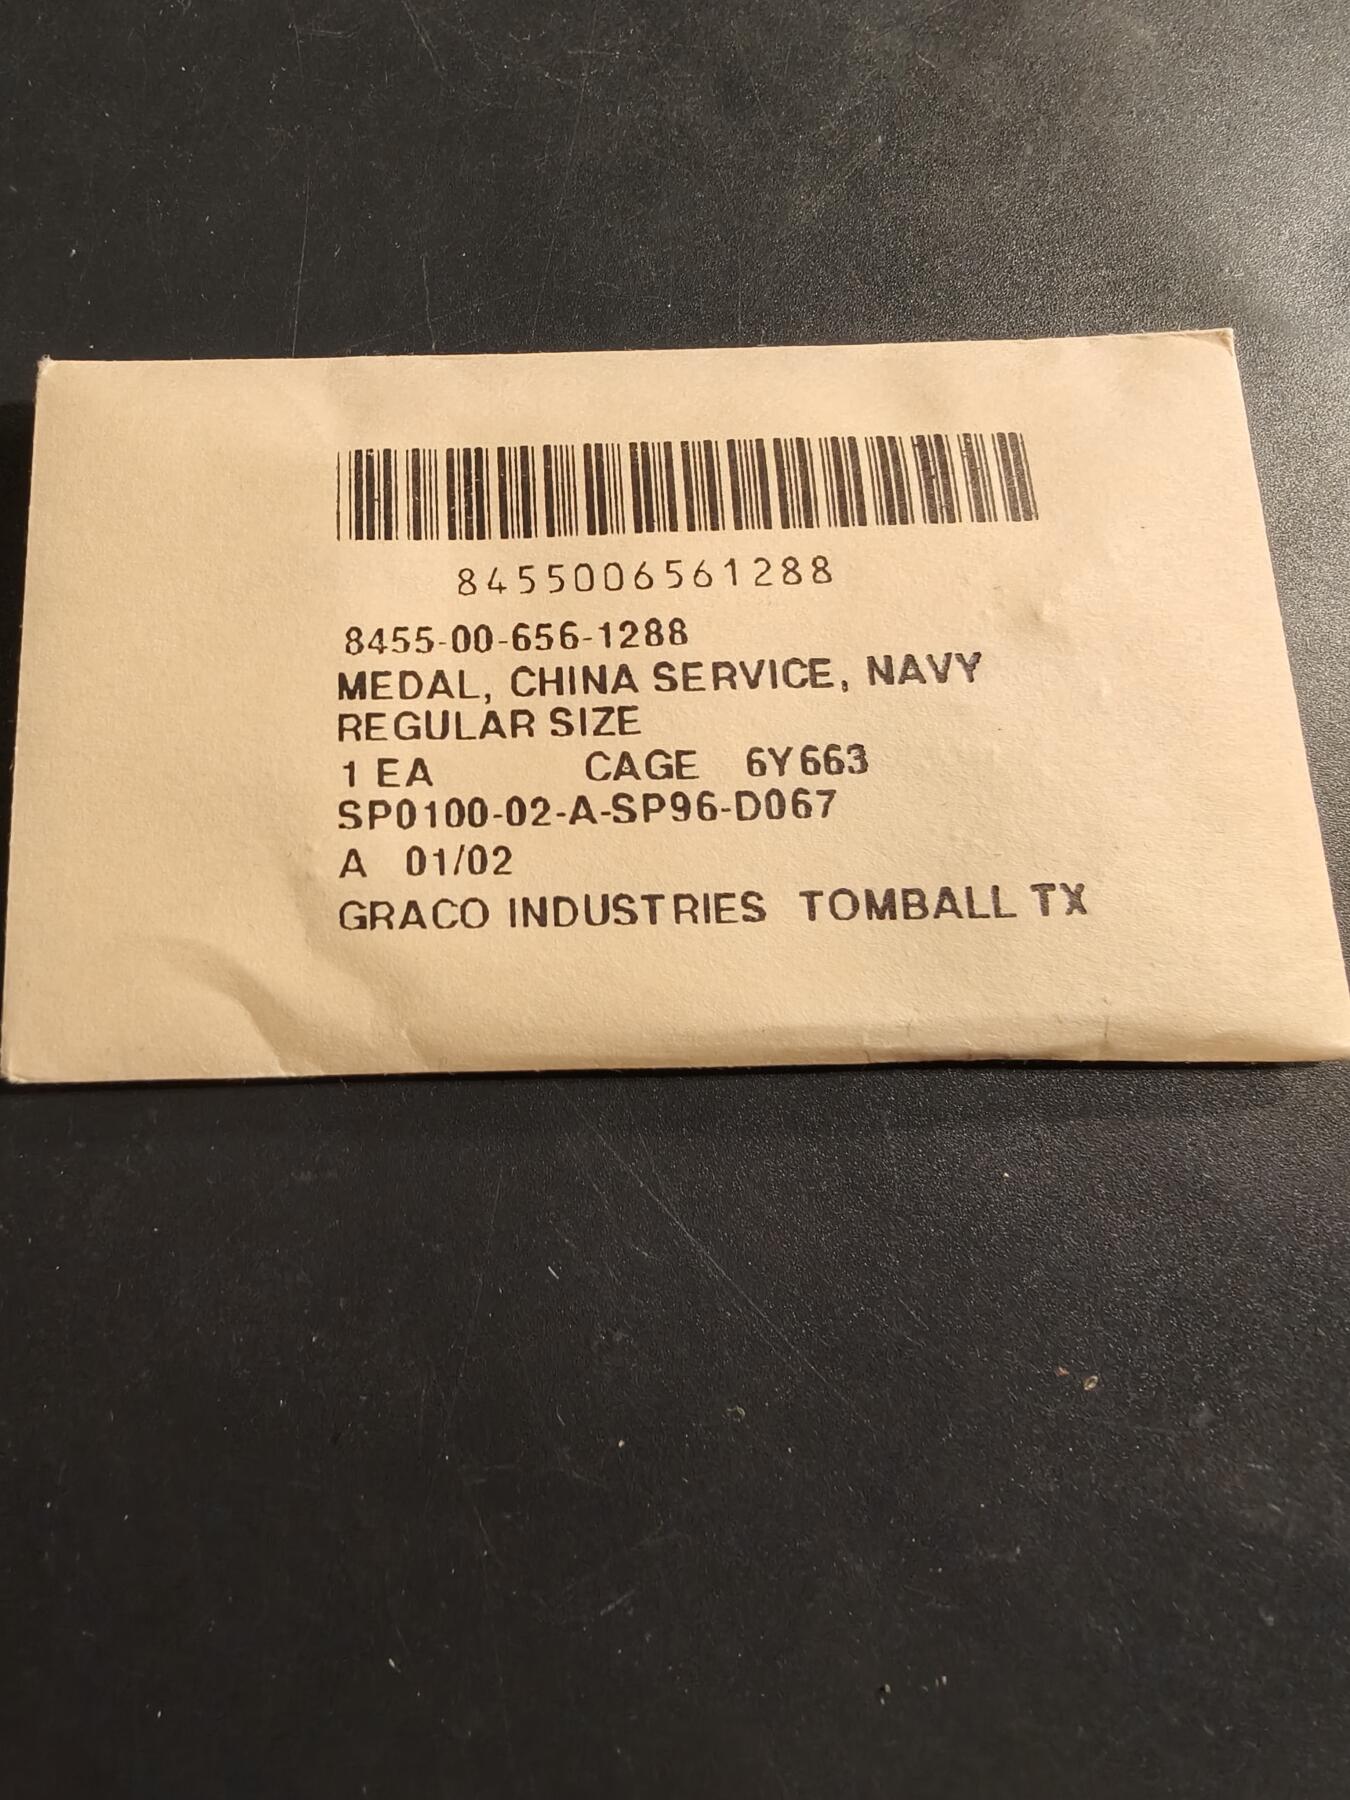 8455006561288
8455-00-656-1288
MEDAL, CHINA SERVICE, NAVY
REGULAR SIZE
1 EA CAGE 6Y663
SP0100-02-A-SP96-D067
A 01/02
GRACO INDUSTRIES TOMBALL TX